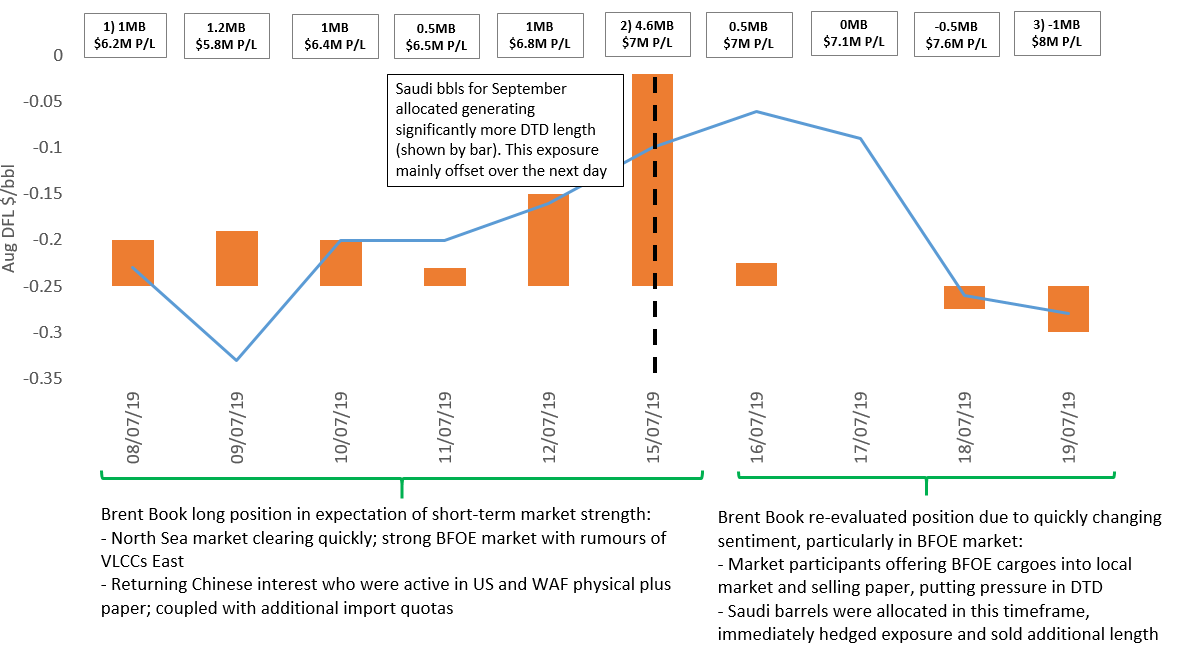 1) 1MB
$6.2M P/L
1.2MB
$5.8M P/L
1MB
$6.4M P/L
0.5MB
$6.5M P/L
1MB
$6.8M P/L
2) 4.6MB
$7M P/L
0.5MB
$7M P/L
0MB
$7.1M P/L
-0.5MB
$7.6M P/L
3) -1MB
$8M P/L
Aug DFL $/bbl
0
-0.05
-0.1
-0.15
-0.2
-0.25
-0.3
-0.35
Saudi bbls for September
allocated generating
significantly more DTD length
(shown by bar). This exposure
mainly offset over the next day
08/07/19
09/07/19
10/07/19
11/07/19
12/07/19
15/07/19
16/07/19
17/07/19
18/07/19
19/07/19
Brent Book long position in expectation of short-term market strength:
- North Sea market clearing quickly; strong BFOE market with rumours of
VLCCs East
- Returning Chinese interest who were active in US and WAF physical plus
paper; coupled with additional import quotas
Brent Book re-evaluated position due to quickly changing
sentiment, particularly in BFOE market:
- Market participants offering BFOE cargoes into local
market and selling paper, putting pressure in DTD
- Saudi barrels were allocated in this timeframe,
immediately hedged exposure and sold additional length